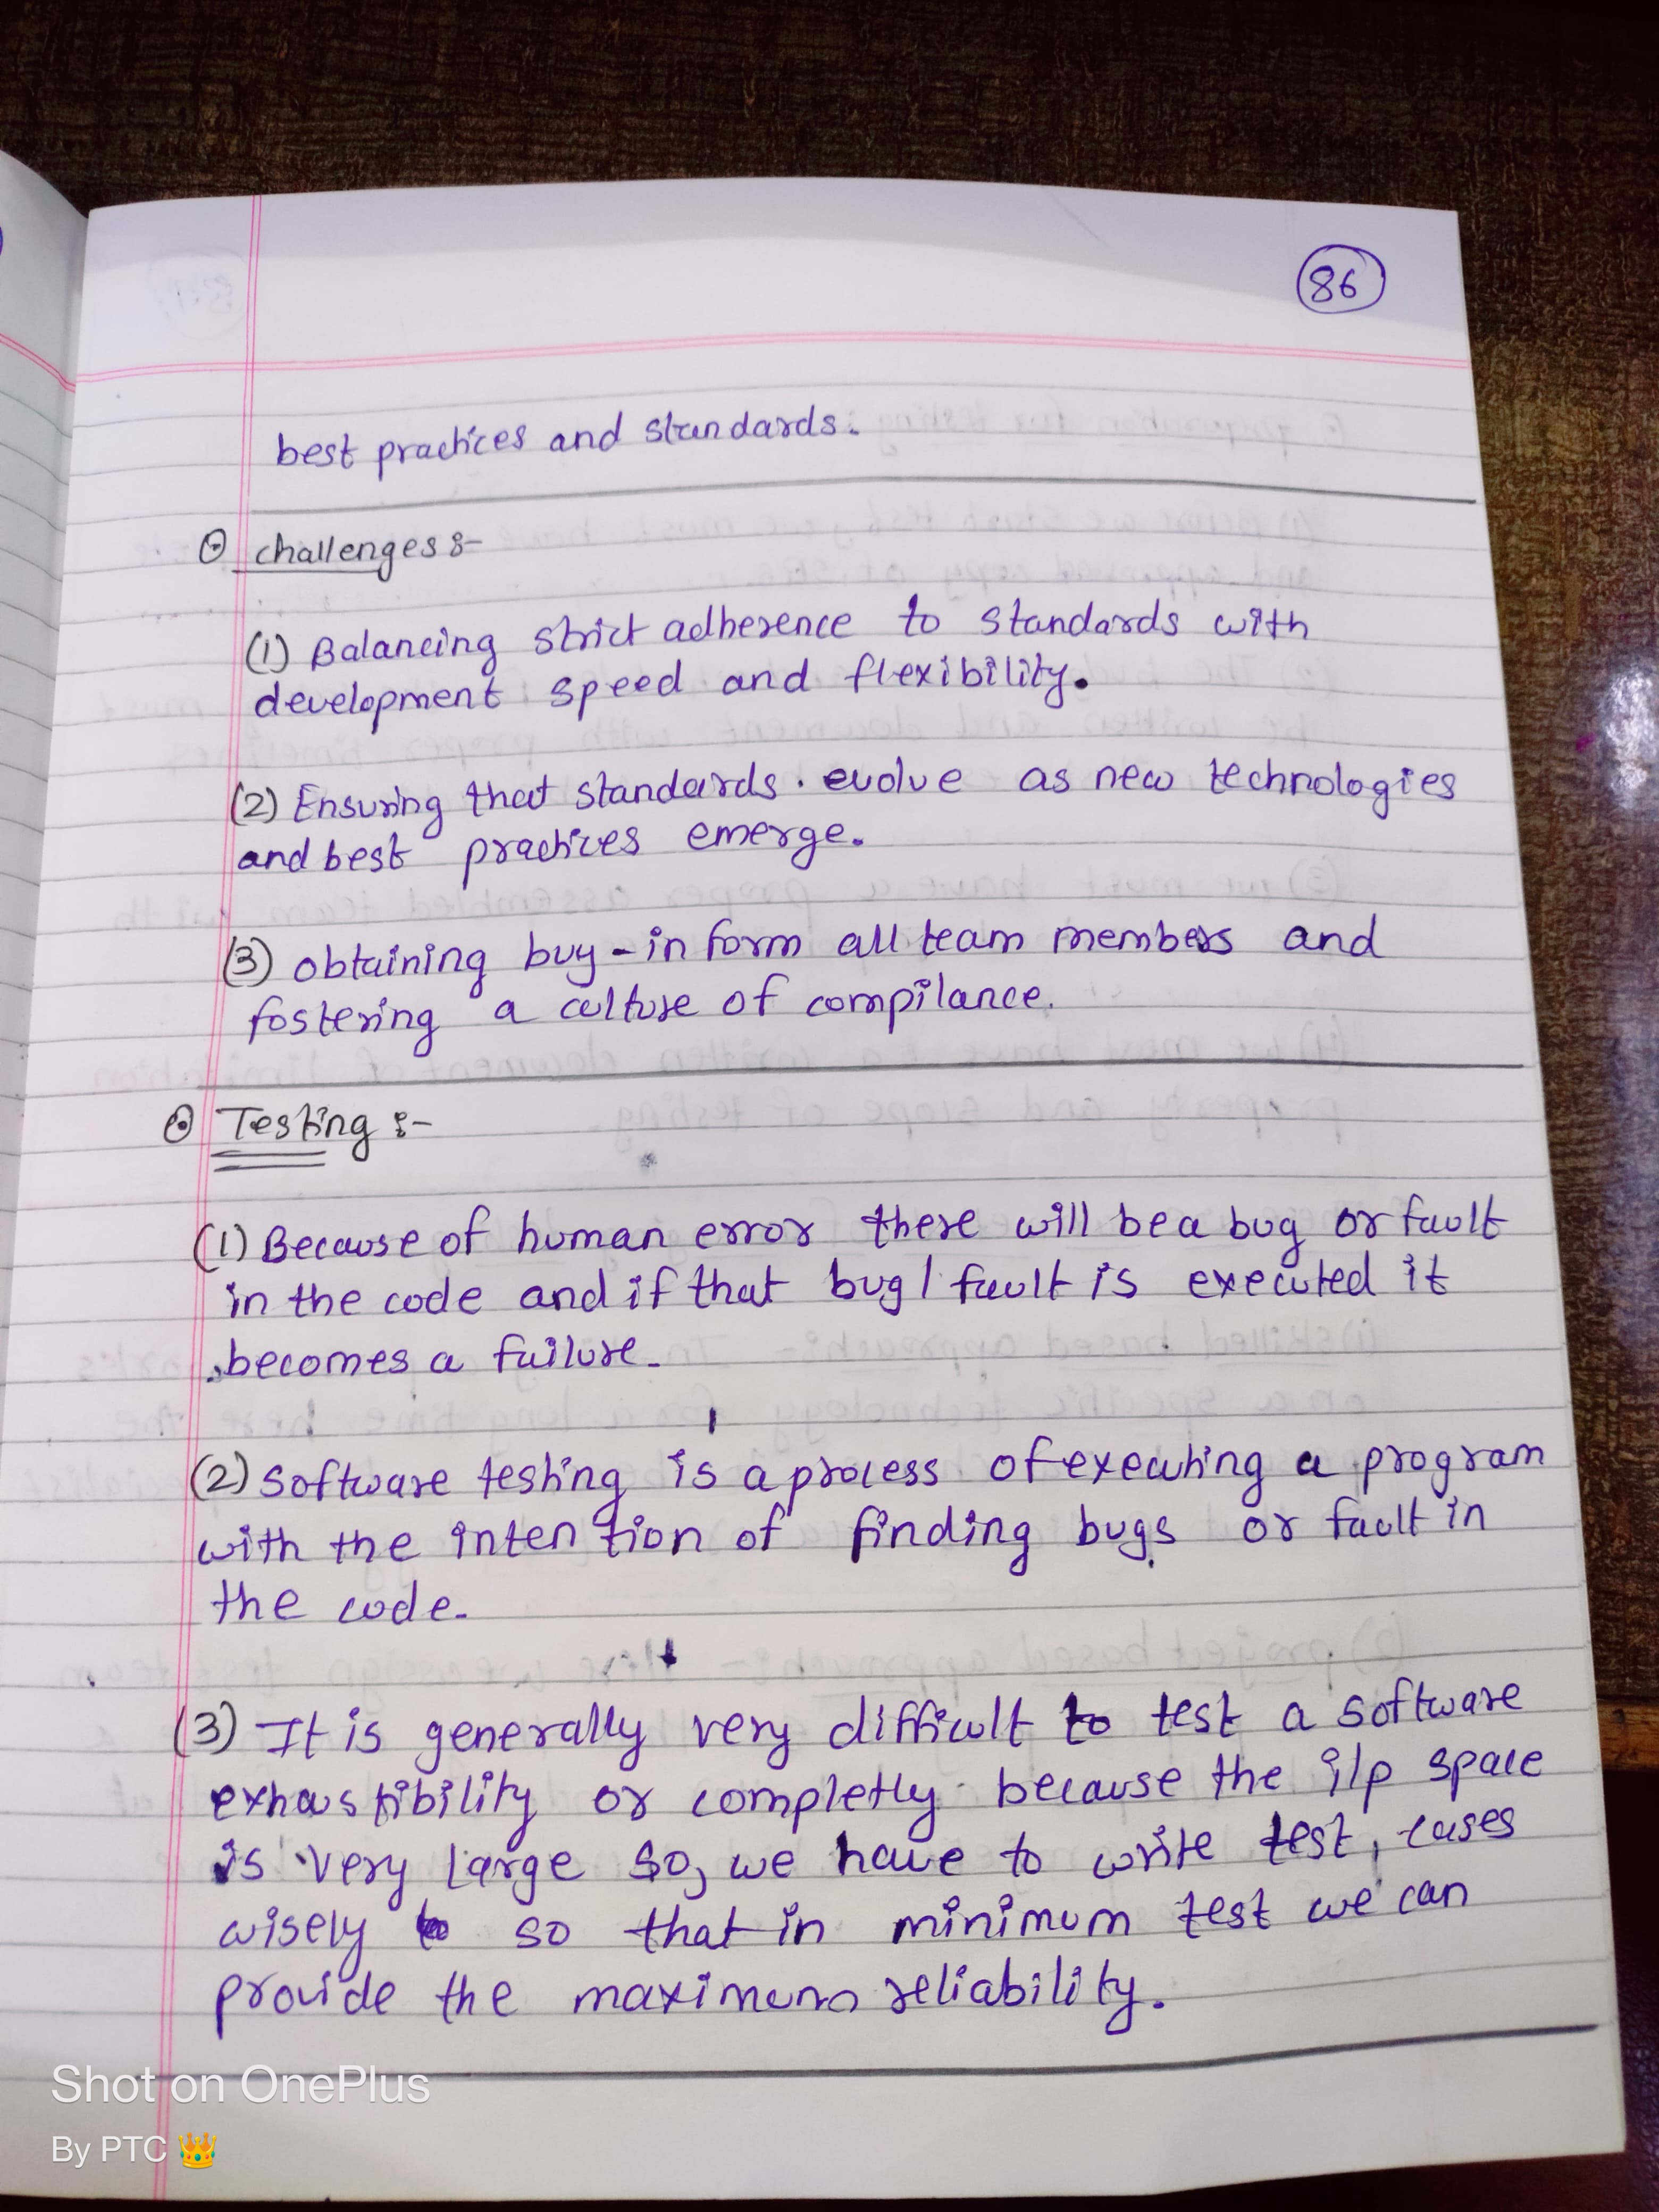 86
best practices and standards.
challenges :-
(1) Balancing strict adherence to standards with
development speed and flexibility.
(2) Ensuring that standards. evolve as new technologies
and best practices emerge.
(3) obtaining buy-in form all team members and
fostering a culture of compilance.
Testing :-
(1) Because of human error there will be a bug or fault
in the code and if that bug/fault is executed it
becomes a failure.
(2) Software testing is a process of executing a program
with the intention of finding bugs or fault in
the code.
(3) It is generally very difficult to test a software
exhaustibility or completly because the i/p space
is very large so, we have to write test, cases
wisely so that in minimum test we can
provide the maximum reliability.
Shot on OnePlus
By PTC 👑